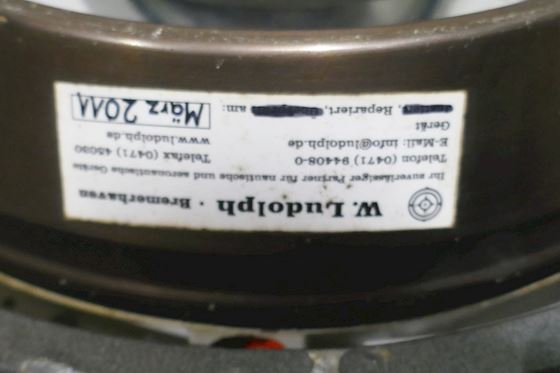 W. Ludolph · Bremerhaven
Ihr zuverlässiger Partner für nautische und aeronautische Geräte
Telefon (0471) 94408-0 Telefax (0471) 45080
E-Mail: Info@ludolph.de www.ludolph.de
Gerät
Repariert, am: März 2011